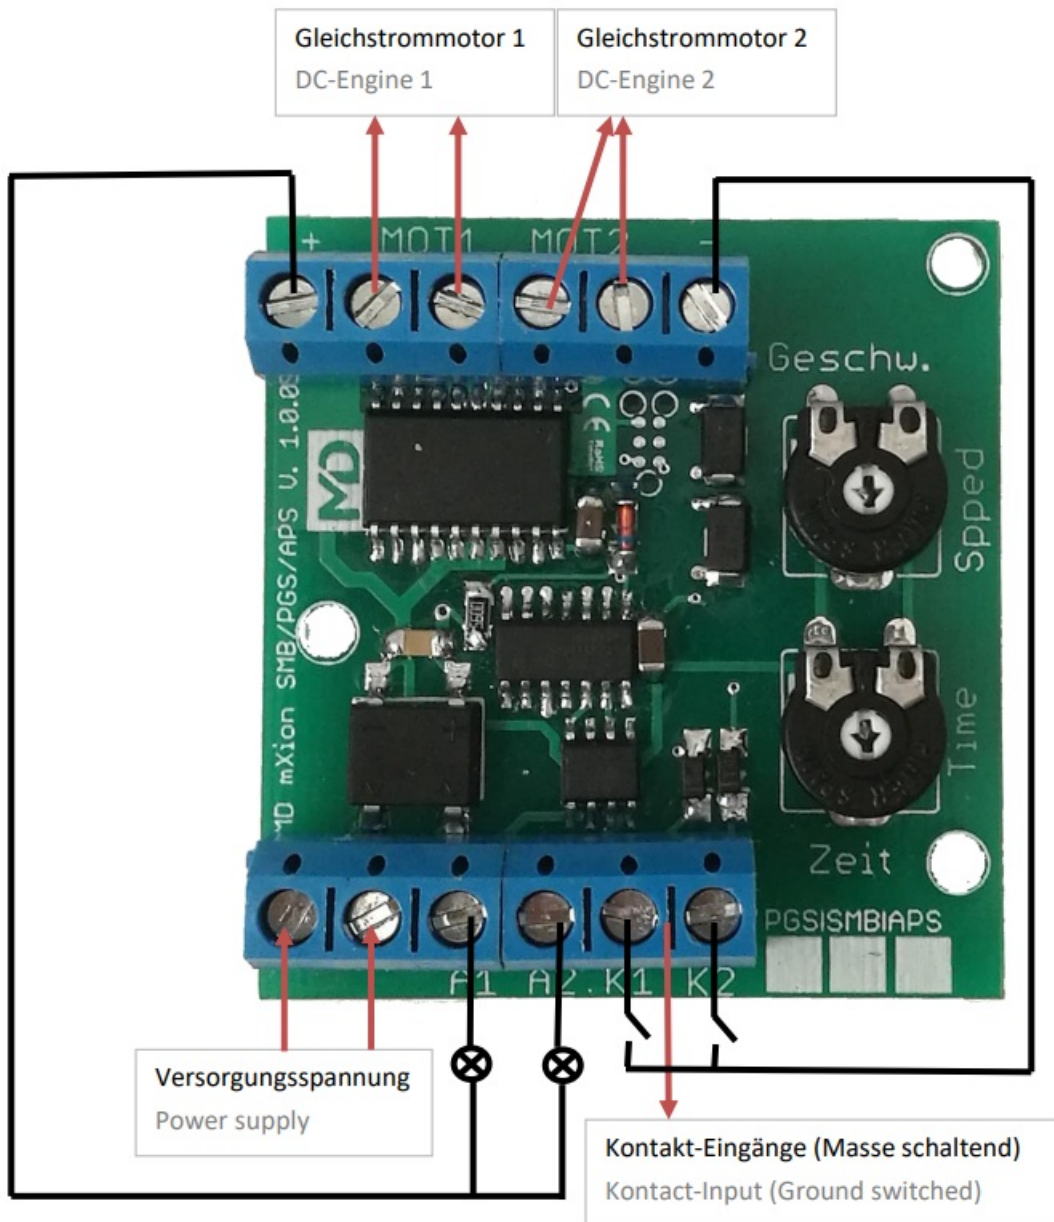 Gleichstrommotor 1
DC-Engine 1
Gleichstrommotor 2
DC-Engine 2
+ MOT1 MOT2 -
Geschw.
Spped
MD
CE
RoHS
MD mXion SMB/PGS/APS V. 1.0.0
Time
Zeit
PGS|SMB|APS
A1 A2 K1 K2
Versorgungsspannung
Power supply
Kontakt-Eingänge (Masse schaltend)
Kontact-Input (Ground switched)